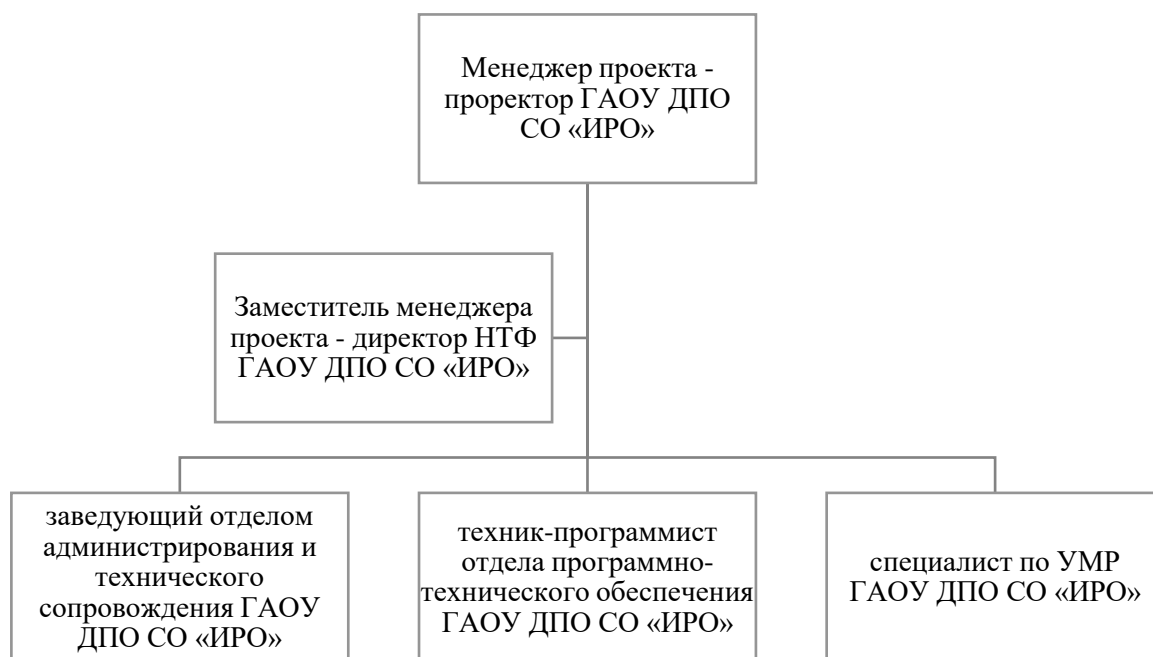 Менеджер проекта -
проректор ГАОУ ДПО
СО «ИРО»
Заместитель менеджера
проекта - директор НТФ
ГАОУ ДПО СО «ИРО»
заведующий отделом
администрирования и
технического
сопровождения ГАОУ
ДПО СО «ИРО»
техник-программист
отдела программно-
технического обеспечения
ГАОУ ДПО СО «ИРО»
специалист по УМР
ГАОУ ДПО СО «ИРО»